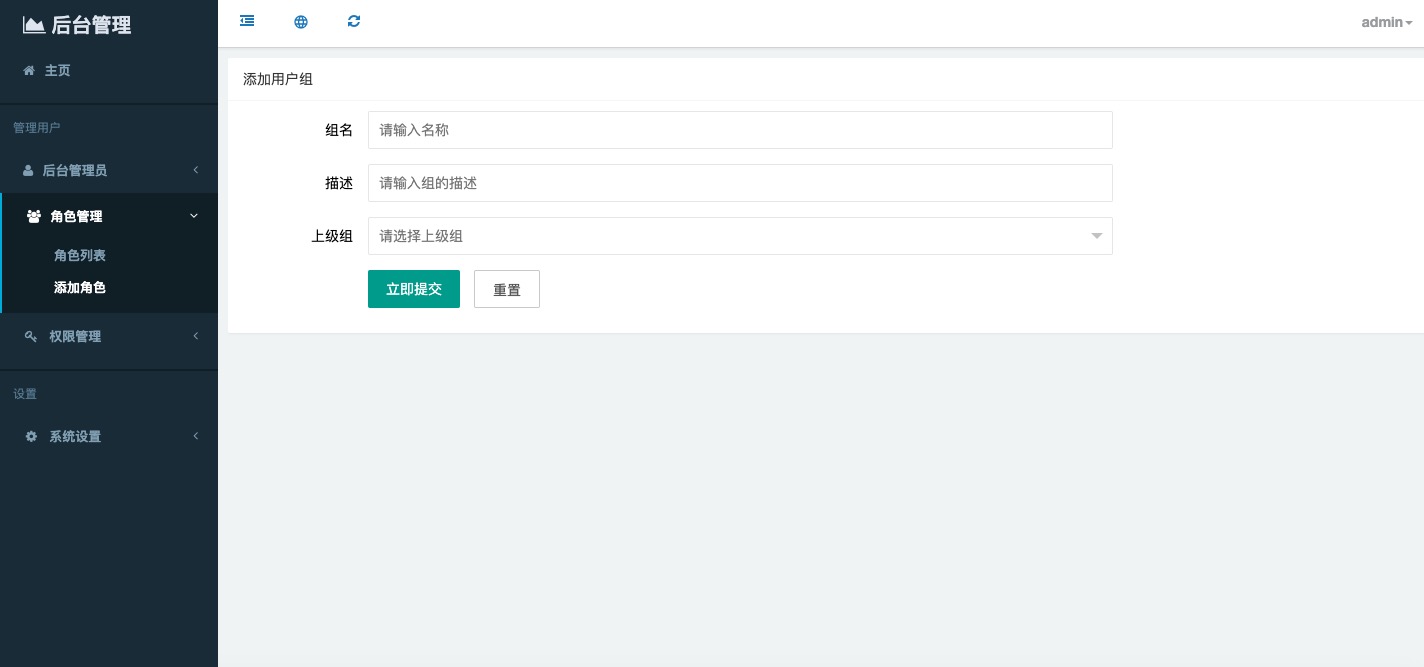 后台管理
主页
管理用户
后台管理员
角色管理
角色列表
添加角色
权限管理
设置
系统设置
admin
添加用户组
组名
请输入名称
描述
请输入组的描述
上级组
请选择上级组
立即提交
重置